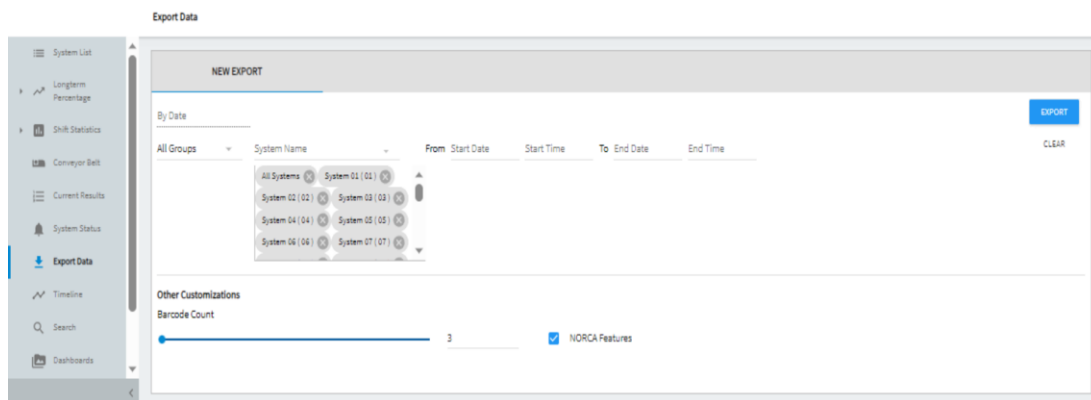 Export Data
System List
Longterm
Percentage
Shift Statistics
Conveyor Belt
Current Results
System Status
Export Data
Timeline
Search
Dashboards
NEW EXPORT
By Date
EXPORT
CLEAR
All Groups System Name From Start Date Start Time To End Date End Time
All Systems System 01 ( 01 )
System 02 ( 02 ) System 03 ( 03 )
System 04 ( 04 ) System 05 ( 05 )
System 06 ( 06 ) System 07 ( 07 )
Other Customizations
Barcode Count
3 NORCA Features